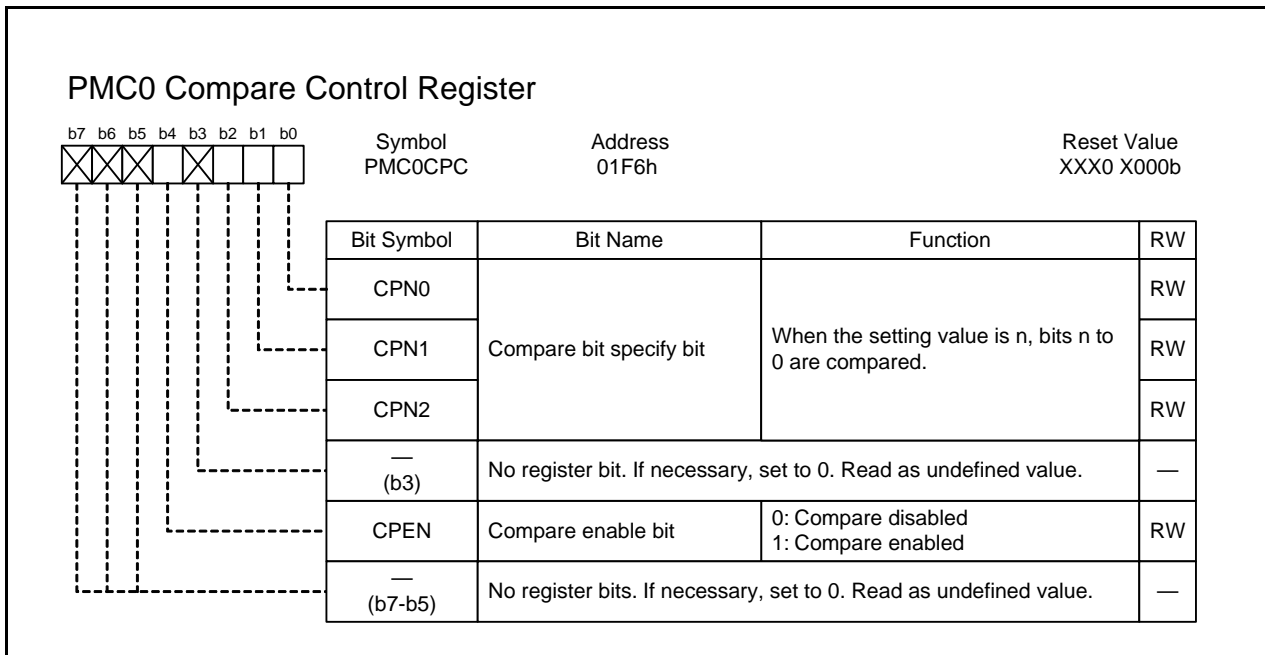 PMC0 Compare Control Register
b7 b6 b5 b4 b3 b2 b1 b0
Symbol Address Reset Value
PMC0CPC 01F6h XXX0 X000b
Bit Symbol Bit Name Function RW
CPN0 RW
CPN1 Compare bit specify bit When the setting value is n, bits n to RW
0 are compared.
CPN2 RW
—
(b3) No register bit. If necessary, set to 0. Read as undefined value. —
CPEN Compare enable bit 0: Compare disabled RW
1: Compare enabled
—
(b7-b5) No register bits. If necessary, set to 0. Read as undefined value. —